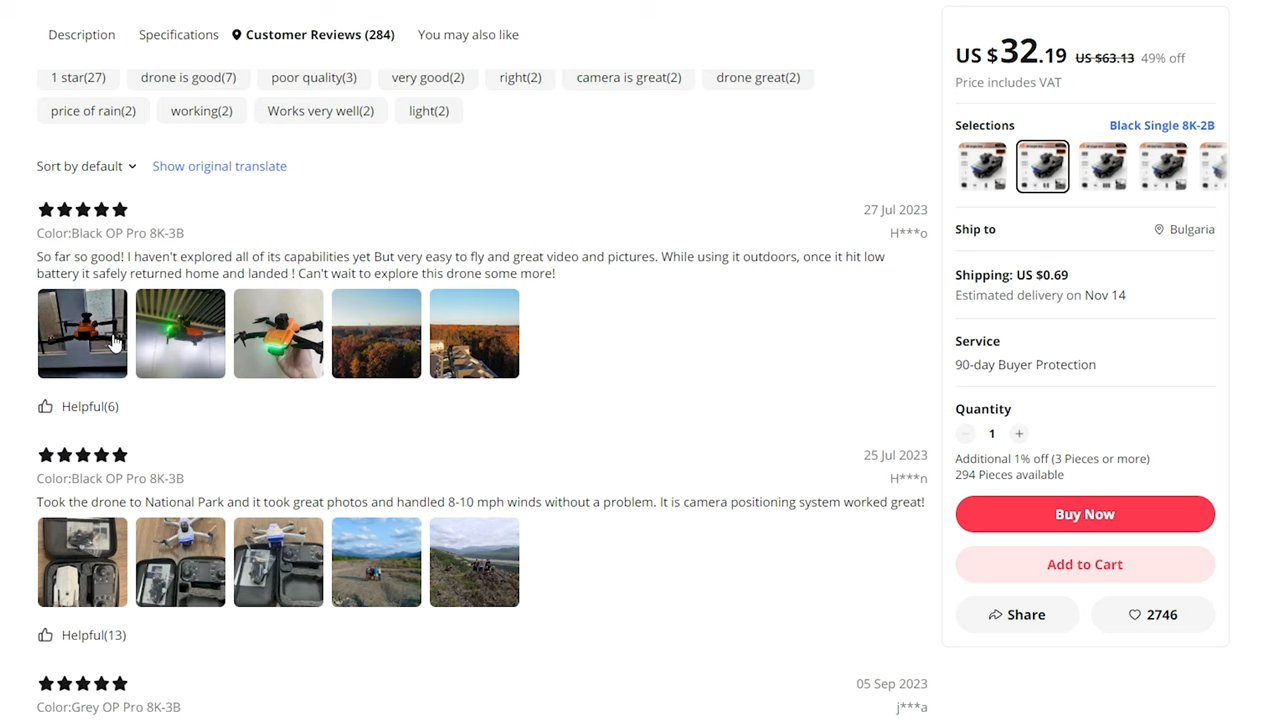 Description Specifications Customer Reviews (284) You may also like
1 star(27) drone is good(7) poor quality(3) very good(2) right(2) camera is great(2) drone great(2)
price of rain(2) working(2) Works very well(2) light(2)
Sort by default Show original translate
27 Jul 2023
Color:Black OP Pro 8K-3B H***o
So far so good! I haven't explored all of its capabilities yet But very easy to fly and great video and pictures. While using it outdoors, once it hit low
battery it safely returned home and landed ! Can't wait to explore this drone some more!
Helpful(6)
25 Jul 2023
Color:Black OP Pro 8K-3B H***n
Took the drone to National Park and it took great photos and handled 8-10 mph winds without a problem. It is camera positioning system worked great!
Helpful(13)
05 Sep 2023
Color:Grey OP Pro 8K-3B j***a
US $32.19 US $63.13 49% off
Price includes VAT
Selections Black Single 8K-2B
Ship to Bulgaria
Shipping: US $0.69
Estimated delivery on Nov 14
Service
90-day Buyer Protection
Quantity
− 1 +
Additional 1% off (3 Pieces or more)
294 Pieces available
Buy Now
Add to Cart
Share 2746